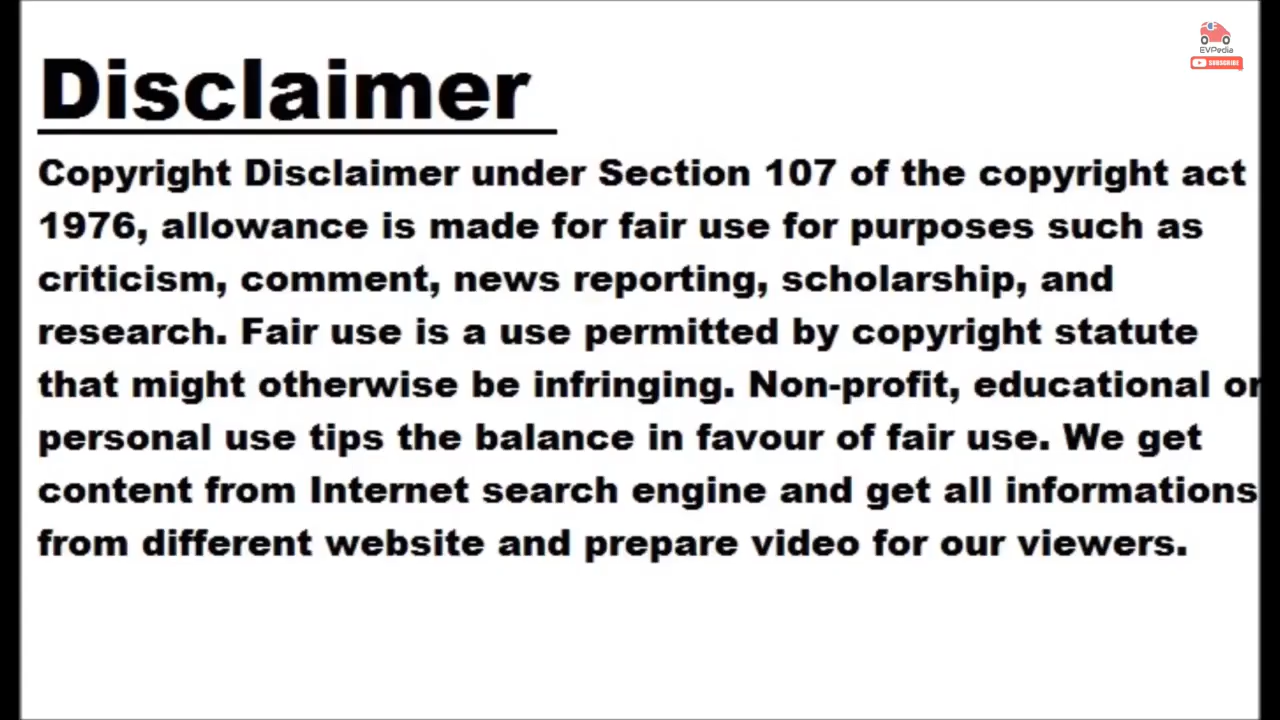 EVPedia
SUBSCRIBE
Disclaimer
Copyright Disclaimer under Section 107 of the copyright act
1976, allowance is made for fair use for purposes such as
criticism, comment, news reporting, scholarship, and
research. Fair use is a use permitted by copyright statute
that might otherwise be infringing. Non-profit, educational or
personal use tips the balance in favour of fair use. We get
content from Internet search engine and get all informations
from different website and prepare video for our viewers.